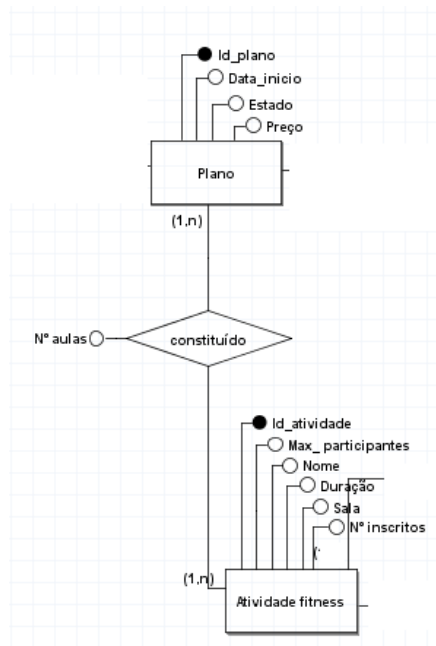 Id_plano
Data_inicio
Estado
Preço
Plano
(1,n)
Nº aulas
constituído
Id_atividade
Max_ participantes
Nome
Duração
Sala
Nº inscritos
(1,n)
Atividade fitness